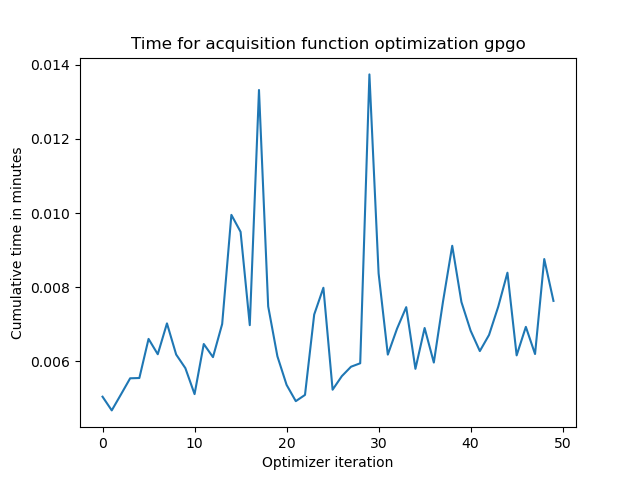 Time for acquisition function optimization gpgo
0.014
0.012
0.010
0.008
0.006
Cumulative time in minutes
0 10 20 30 40 50
Optimizer iteration